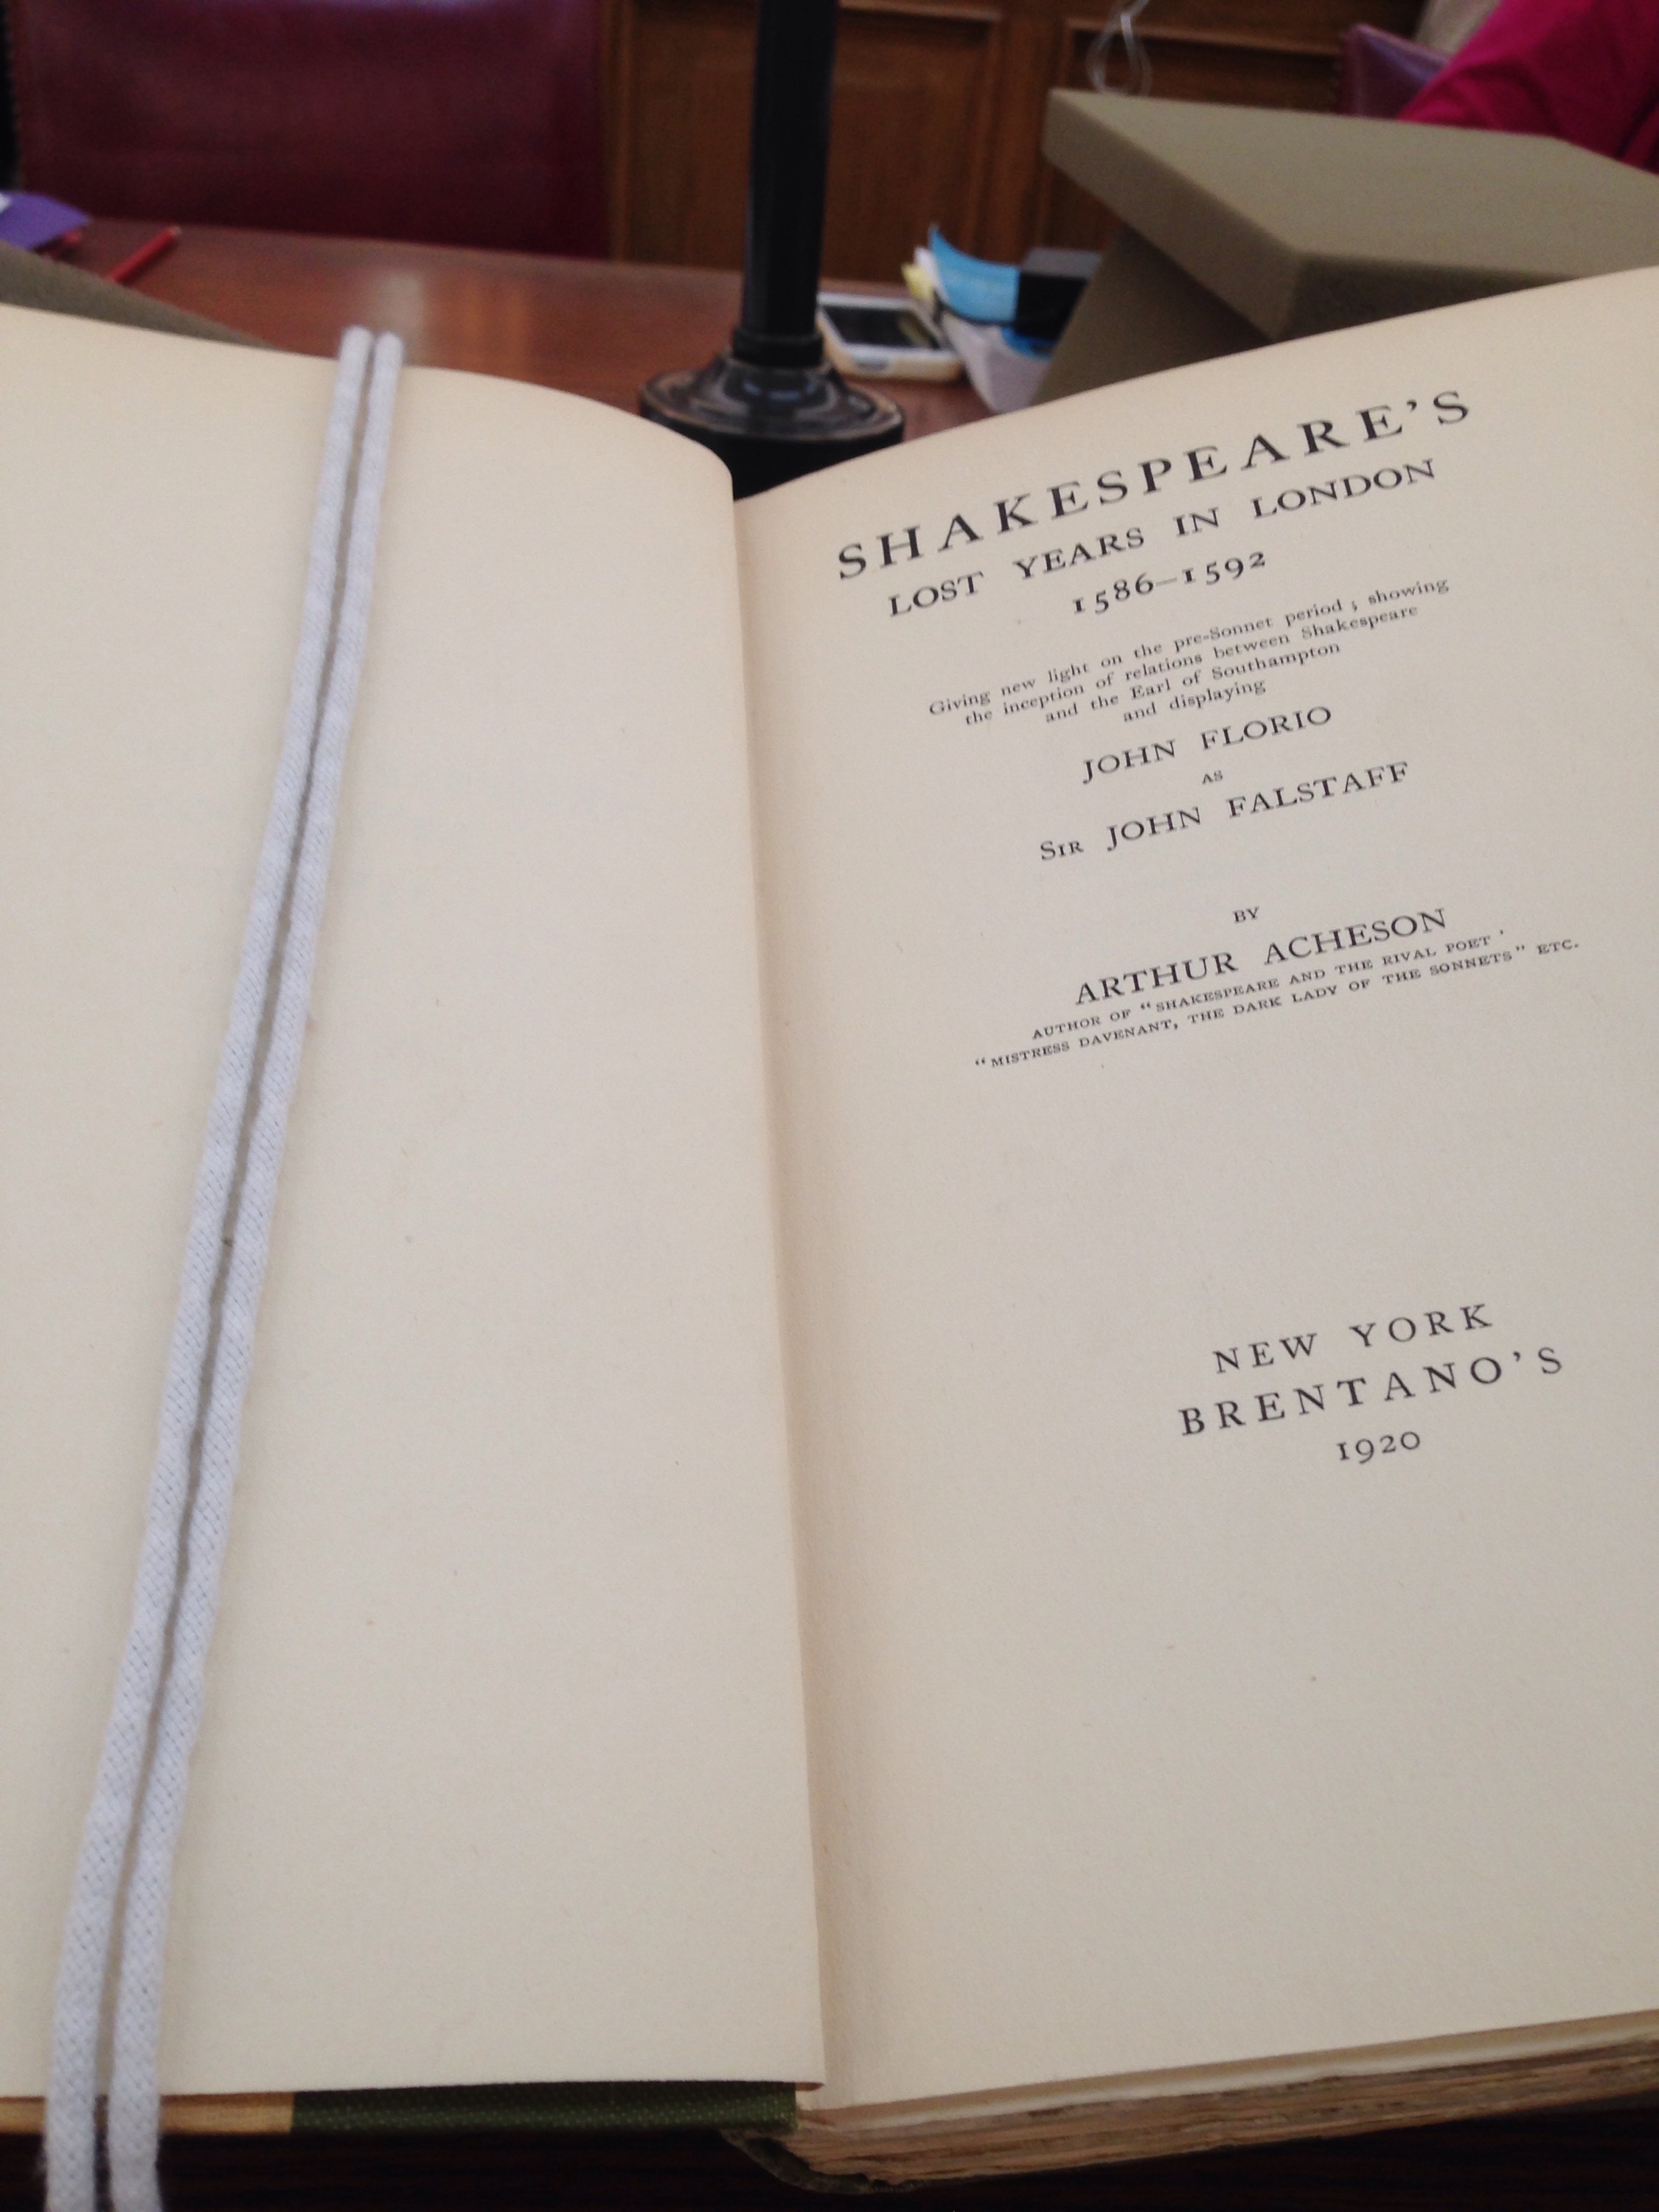 SHAKESPEARE'S
LOST YEARS IN LONDON
1586–1592
Giving new light on the pre-Sonnet period ; showing
the inception of relations between Shakespeare
and the Earl of Southampton
and displaying
JOHN FLORIO
AS
SIR JOHN FALSTAFF
BY
ARTHUR ACHESON
AUTHOR OF "SHAKESPEARE AND THE RIVAL POET '
"MISTRESS DAVENANT, THE DARK LADY OF THE SONNETS" ETC.
NEW YORK
BRENTANO'S
1920